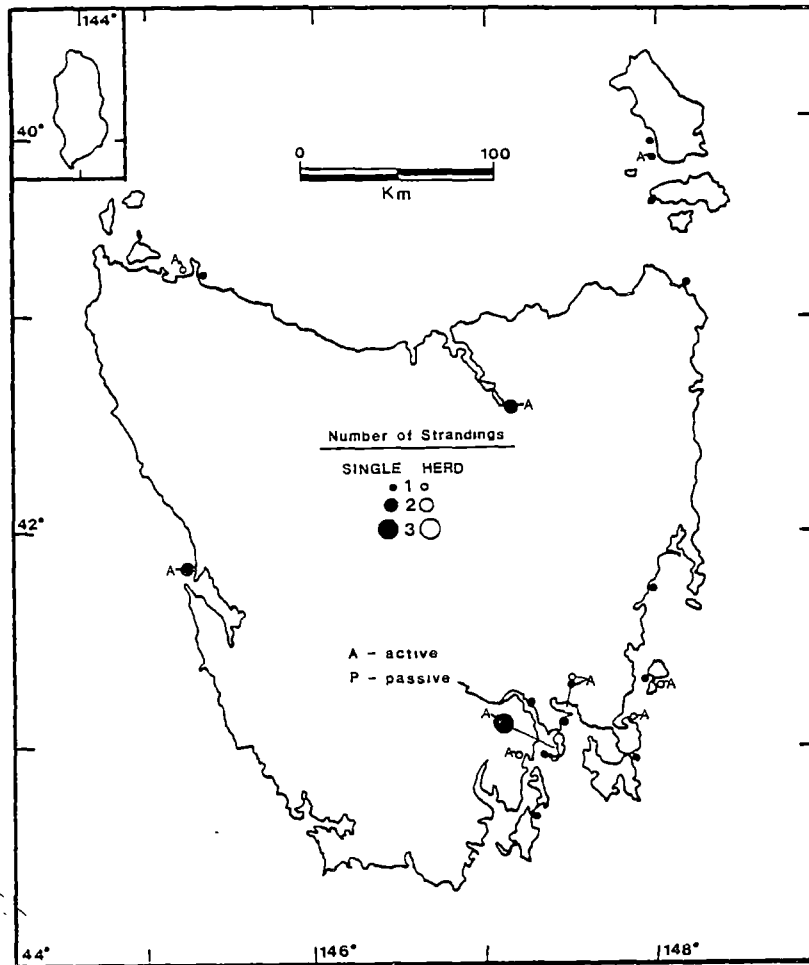 144°
40°
A
0 100
Km
A
A
Number of Strandings
SINGLE HERD
1
2
3
42°
A
A - active
P - passive
A
A
A
A
A
44°
146°
148°